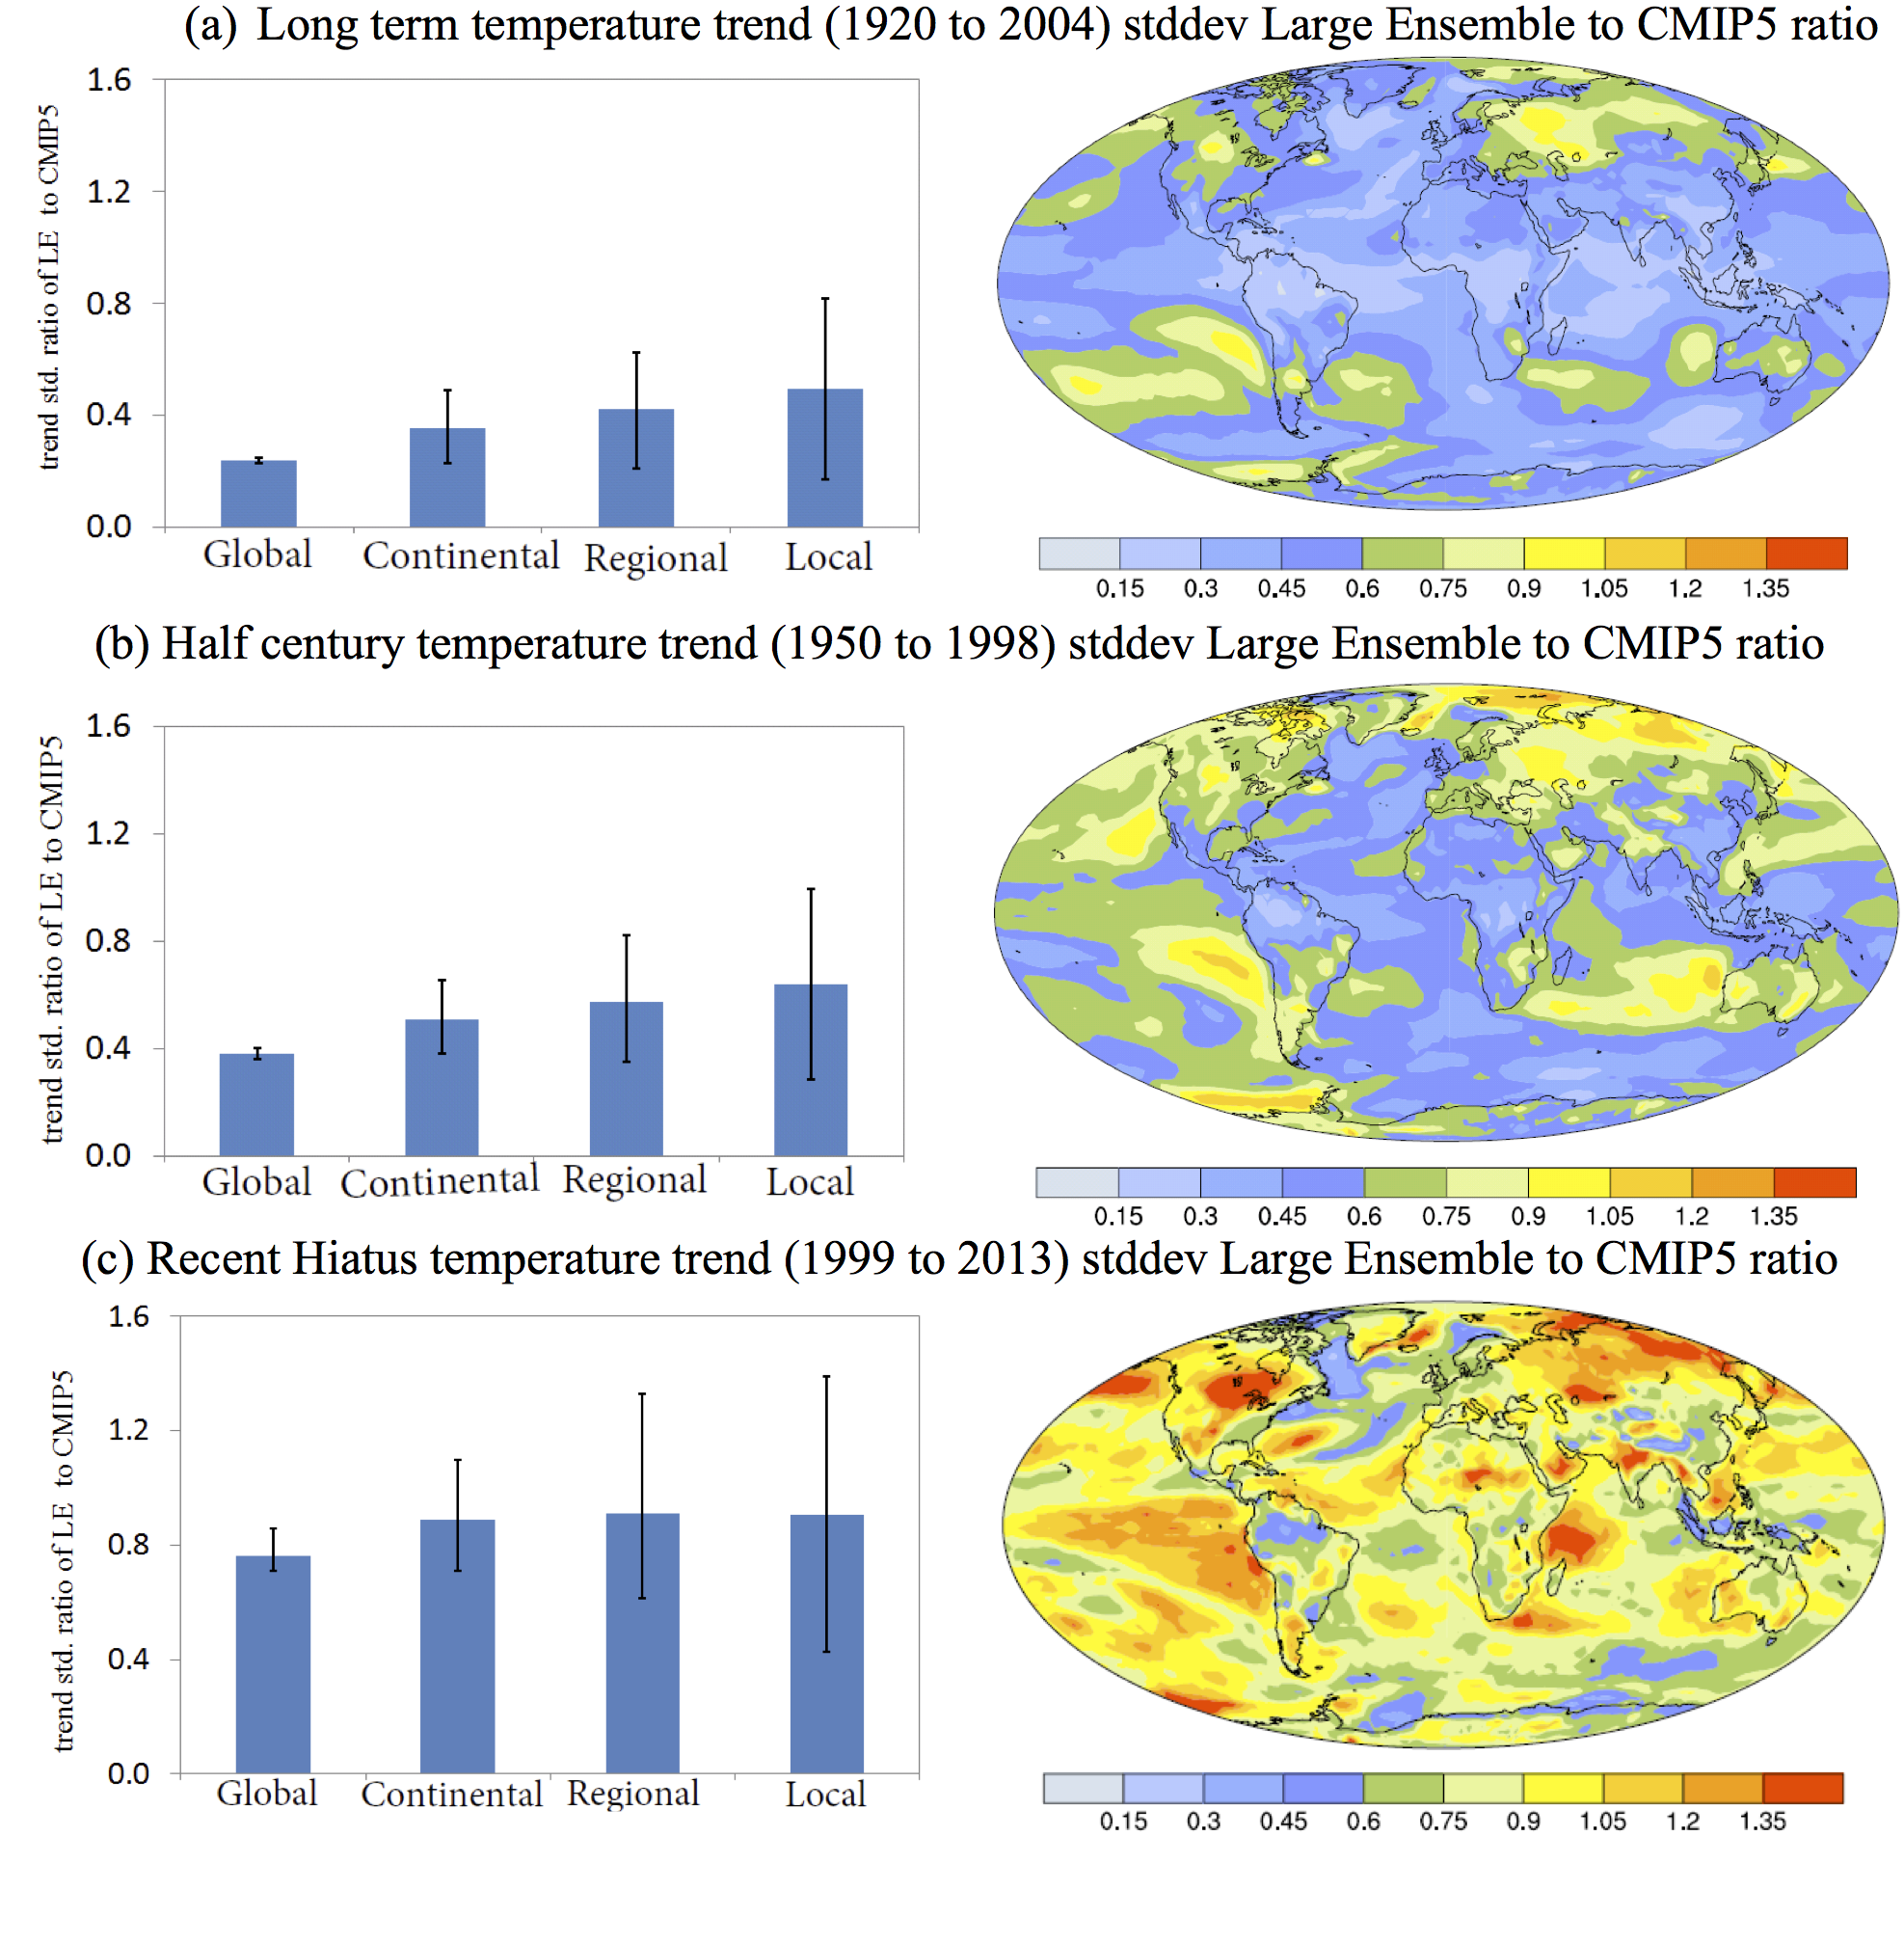 (a) Long term temperature trend (1920 to 2004) stddev Large Ensemble to CMIP5 ratio
trend std. ratio of LE to CMIP5
1.6
1.2
0.8
0.4
0.0
Global Continental Regional Local
0.15 0.3 0.45 0.6 0.75 0.9 1.05 1.2 1.35
(b) Half century temperature trend (1950 to 1998) stddev Large Ensemble to CMIP5 ratio
trend std. ratio of LE to CMIP5
1.6
1.2
0.8
0.4
0.0
Global Continental Regional Local
0.15 0.3 0.45 0.6 0.75 0.9 1.05 1.2 1.35
(c) Recent Hiatus temperature trend (1999 to 2013) stddev Large Ensemble to CMIP5 ratio
trend std. ratio of LE to CMIP5
1.6
1.2
0.8
0.4
0.0
Global Continental Regional Local
0.15 0.3 0.45 0.6 0.75 0.9 1.05 1.2 1.35